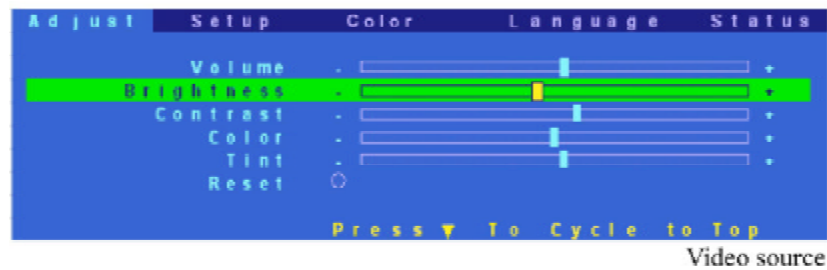 Adjust Setup Color Language Status
Volume - +
Brightness - +
Contrast - +
Color - +
Tint - +
Reset
Press ▼ To Cycle to Top
Video source